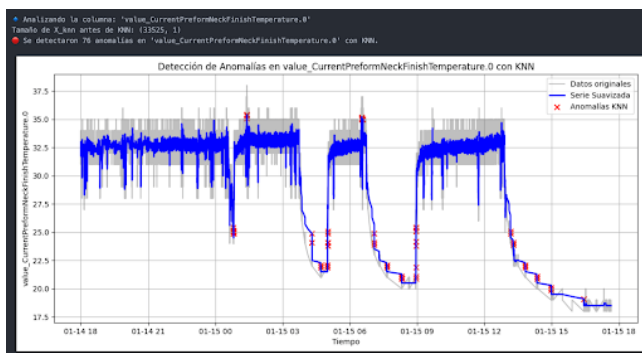 Analizando la columna: 'value_CurrentPreformNeckFinishTemperature.0'
Tamaño de X_knn antes de KNN: (33525, 1)
Se detectaron 76 anomalías en 'value_CurrentPreformNeckFinishTemperature.0' con KNN.
Detección de Anomalías en value_CurrentPreformNeckFinishTemperature.0 con KNN
Datos originales
Serie Suavizada
Anomalías KNN
value_CurrentPreformNeckFinishTemperature.0
37.5
35.0
32.5
30.0
27.5
25.0
22.5
20.0
17.5
01-14 18
01-14 21
01-15 00
01-15 03
01-15 06
01-15 09
01-15 12
01-15 15
01-15 18
Tiempo